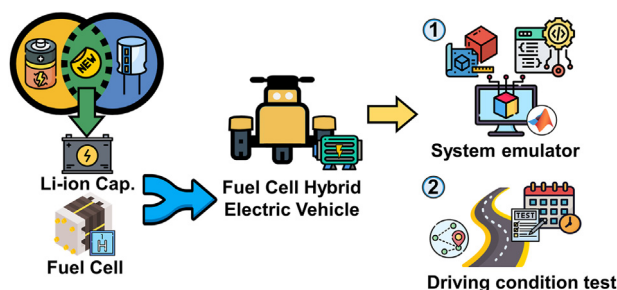 NEW
Li-ion Cap.
H
Fuel Cell
Fuel Cell Hybrid
Electric Vehicle
1
System emulator
2
TEST
Driving condition test